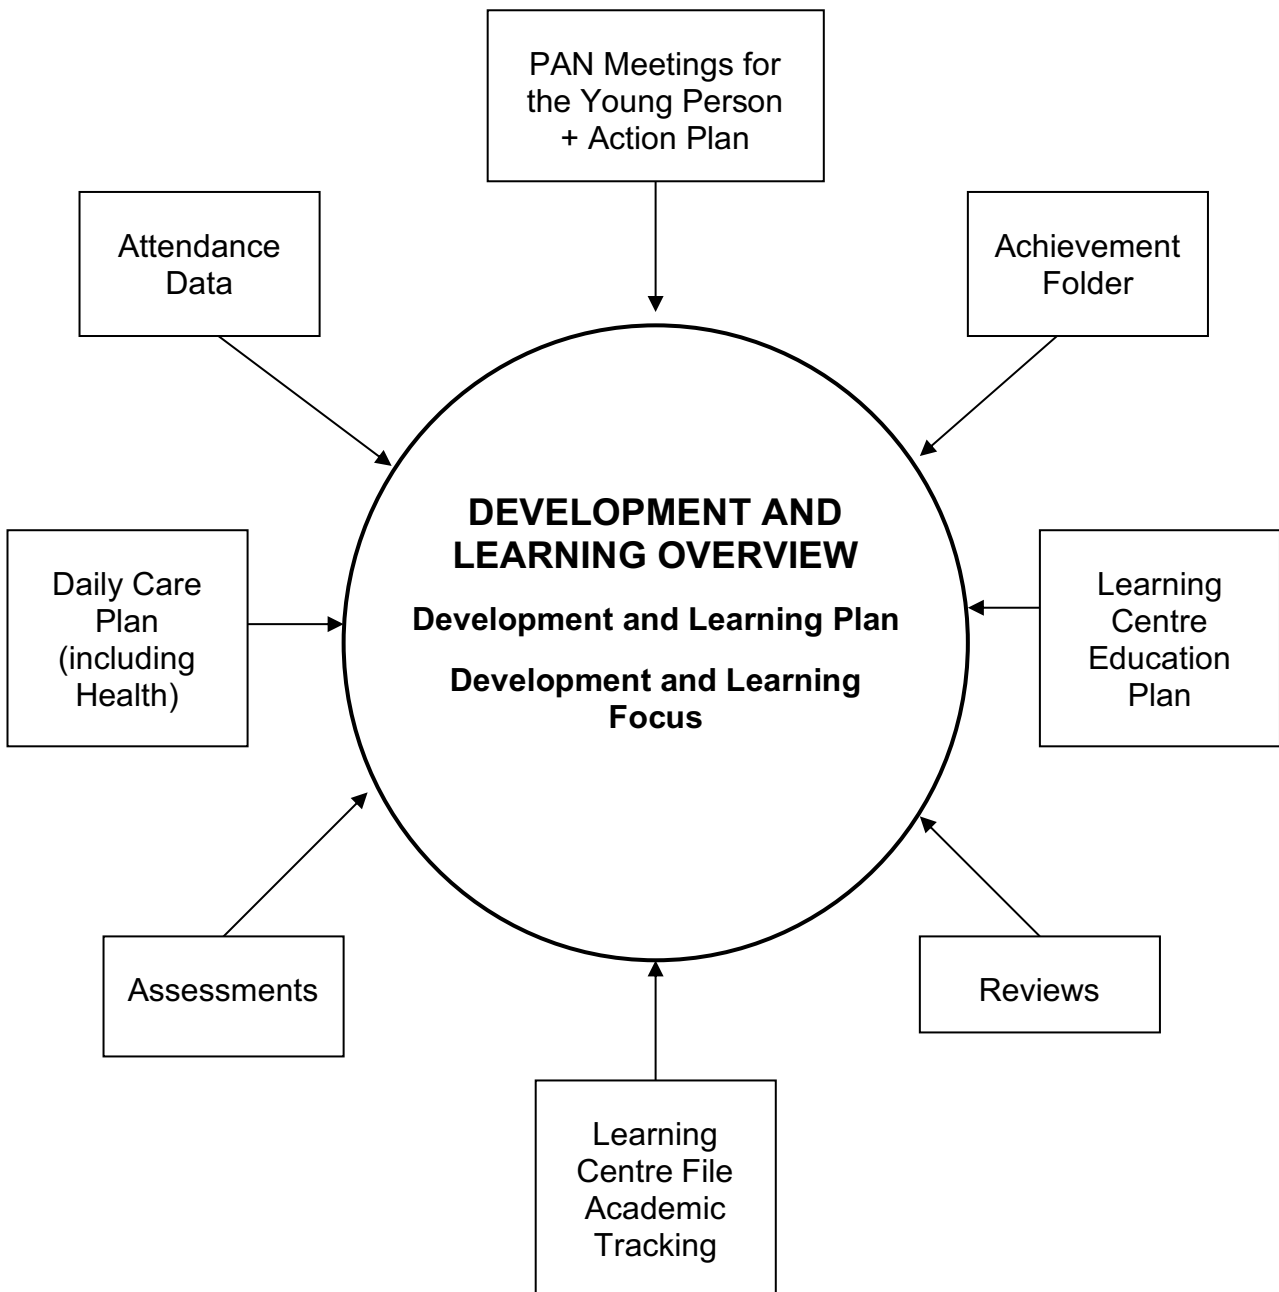 PAN Meetings for
the Young Person
+ Action Plan
Attendance
Data
Achievement
Folder
DEVELOPMENT AND
LEARNING OVERVIEW
Development and Learning Plan
Development and Learning
Focus
Daily Care
Plan
(including
Health)
Learning
Centre
Education
Plan
Assessments
Reviews
Learning
Centre File
Academic
Tracking